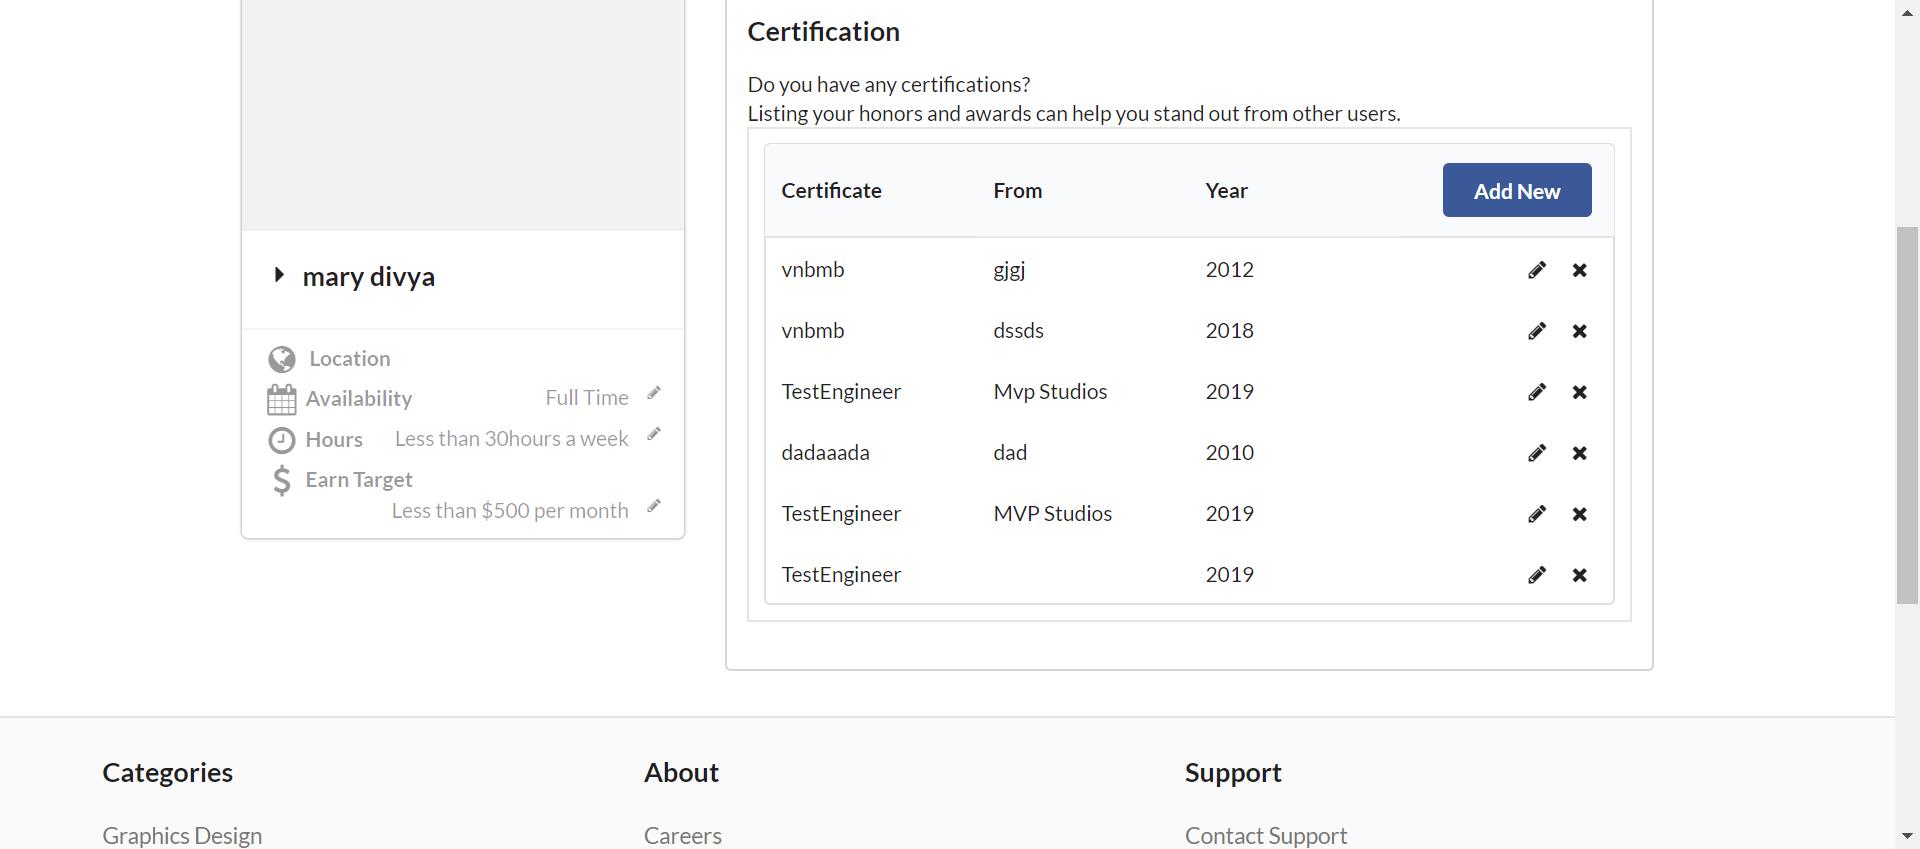 Certification
Do you have any certifications?
Listing your honors and awards can help you stand out from other users.
Certificate From Year Add New
vnbmb gjgj 2012
vnbmb dssds 2018
TestEngineer Mvp Studios 2019
dadaaada dad 2010
TestEngineer MVP Studios 2019
TestEngineer 2019
mary divya
Location
Availability Full Time
Hours Less than 30hours a week
Earn Target
Less than $500 per month
Categories About Support
Graphics Design Careers Contact Support